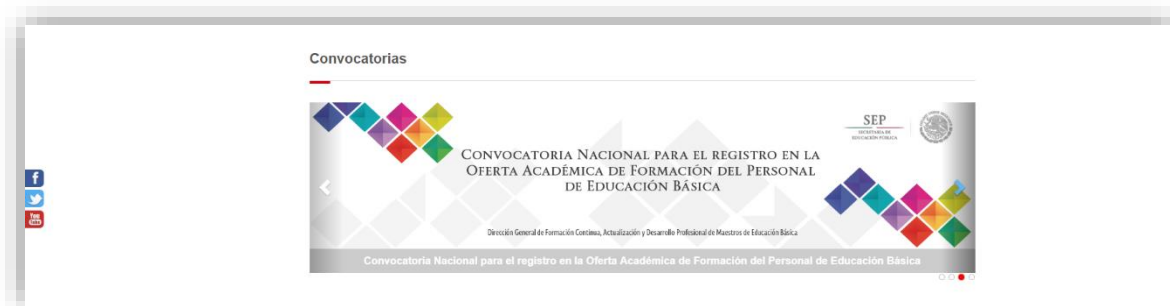 Convocatorias
SEP
SECRETARÍA DE
EDUCACIÓN PÚBLICA
CONVOCATORIA NACIONAL PARA EL REGISTRO EN LA
OFERTA ACADÉMICA DE FORMACIÓN DEL PERSONAL
DE EDUCACIÓN BÁSICA
Dirección General de Formación Continua, Actualización y Desarrollo Profesional de Maestros de Educación Básica
Convocatoria Nacional para el registro en la Oferta Académica de Formación del Personal de Educación Básica
f
You
Tube